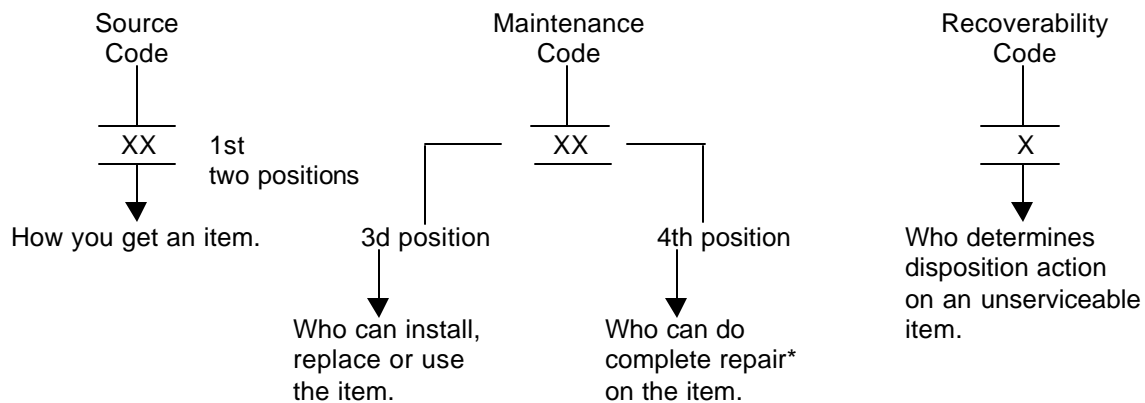 Source
Code
Maintenance
Code
Recoverability
Code
XX
1st
two positions
XX
X
How you get an item.
3d position
4th position
Who determines
disposition action
on an unserviceable
item.
Who can install,
replace or use
the item.
Who can do
complete repair*
on the item.